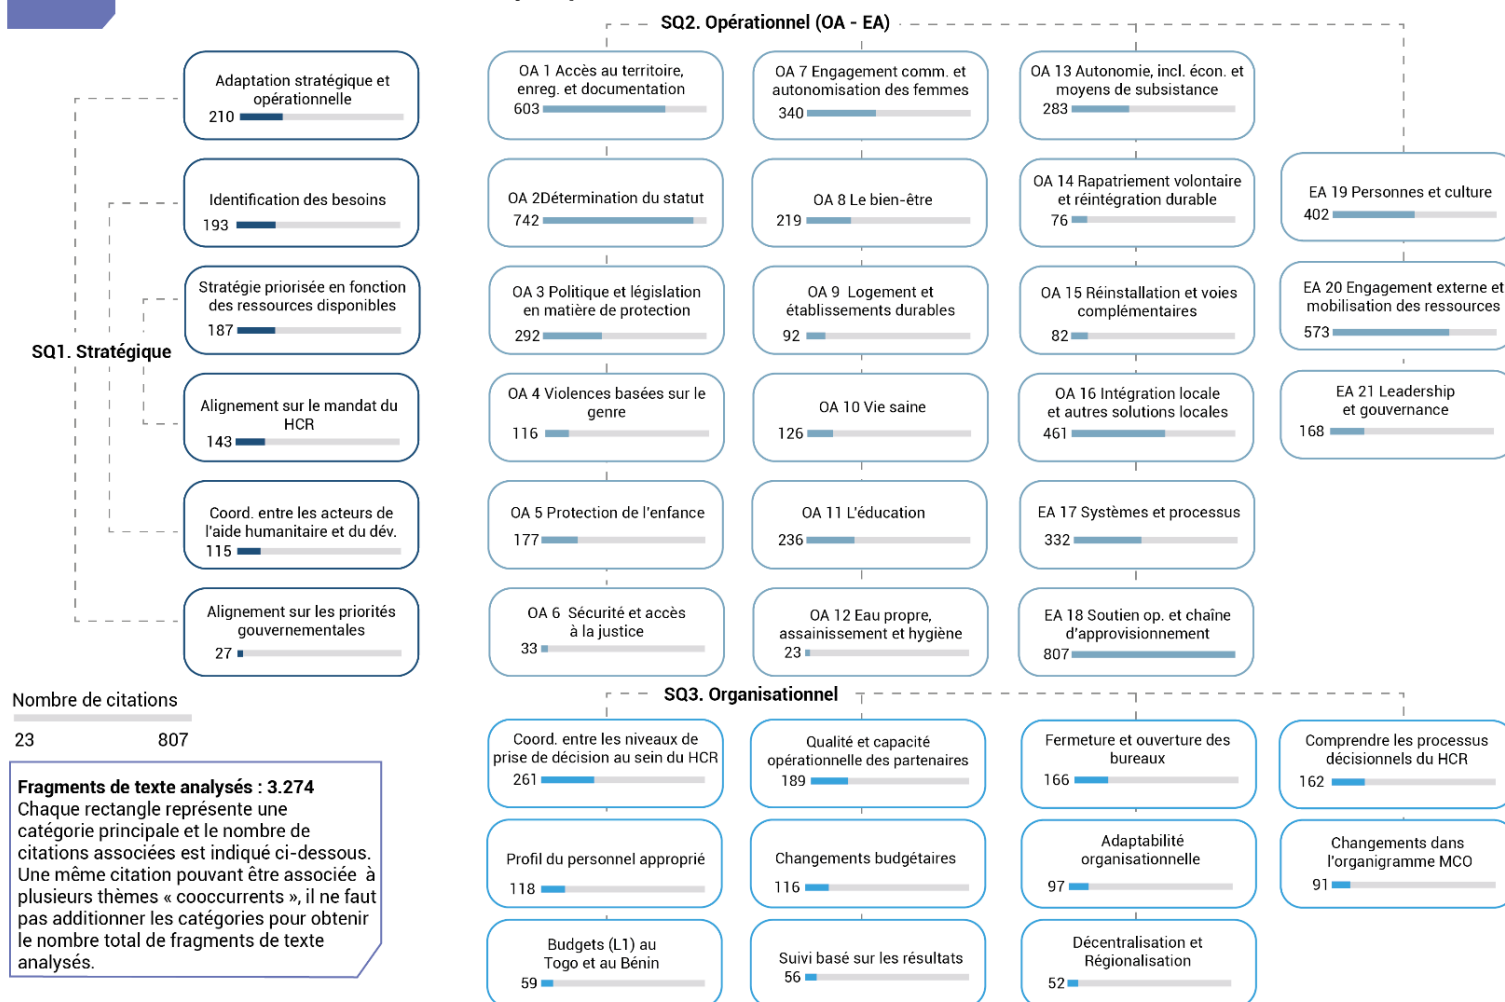 SQ2. Opérationnel (OA - EA)
Adaptation stratégique et
opérationnelle
210
Identification des besoins
193
Stratégie priorisée en fonction
des ressources disponibles
187
SQ1. Stratégique
Alignement sur le mandat du
HCR
143
Coord. entre les acteurs de
l'aide humanitaire et du dév.
115
Alignement sur les priorités
gouvernementales
27
OA 1 Accès au territoire,
enreg. et documentation
603
OA 2Détermination du statut
742
OA 3 Politique et législation
en matière de protection
292
OA 4 Violences basées sur le
genre
116
OA 5 Protection de l'enfance
177
OA 6 Sécurité et accès
à la justice
33
OA 7 Engagement comm. et
autonomisation des femmes
340
OA 8 Le bien-être
219
OA 9 Logement et
établissements durables
92
OA 10 Vie saine
126
OA 11 L'éducation
236
OA 12 Eau propre,
assainissement et hygiène
23
OA 13 Autonomie, incl. écon. et
moyens de subsistance
283
OA 14 Rapatriement volontaire
et réintégration durable
76
OA 15 Réinstallation et voies
complémentaires
82
OA 16 Intégration locale
et autres solutions locales
461
EA 17 Systèmes et processus
332
EA 18 Soutien op. et chaîne
d'approvisionnement
807
EA 19 Personnes et culture
402
EA 20 Engagement externe et
mobilisation des ressources
573
EA 21 Leadership
et gouvernance
168
Nombre de citations
23 807
Fragments de texte analysés : 3.274
Chaque rectangle représente une
catégorie principale et le nombre de
citations associées est indiqué ci-dessous.
Une même citation pouvant être associée à
plusieurs thèmes « cooccurrents », il ne faut
pas additionner les catégories pour obtenir
le nombre total de fragments de texte
analysés.
SQ3. Organisationnel
Coord. entre les niveaux de
prise de décision au sein du HCR
261
Qualité et capacité
opérationnelle des partenaires
189
Fermeture et ouverture des
bureaux
166
Comprendre les processus
décisionnels du HCR
162
Profil du personnel approprié
118
Changements budgétaires
116
Adaptabilité
organisationnelle
97
Changements dans
l'organigramme MCO
91
Budgets (L1) au
Togo et au Bénin
59
Suivi basé sur les résultats
56
Décentralisation et
Régionalisation
52